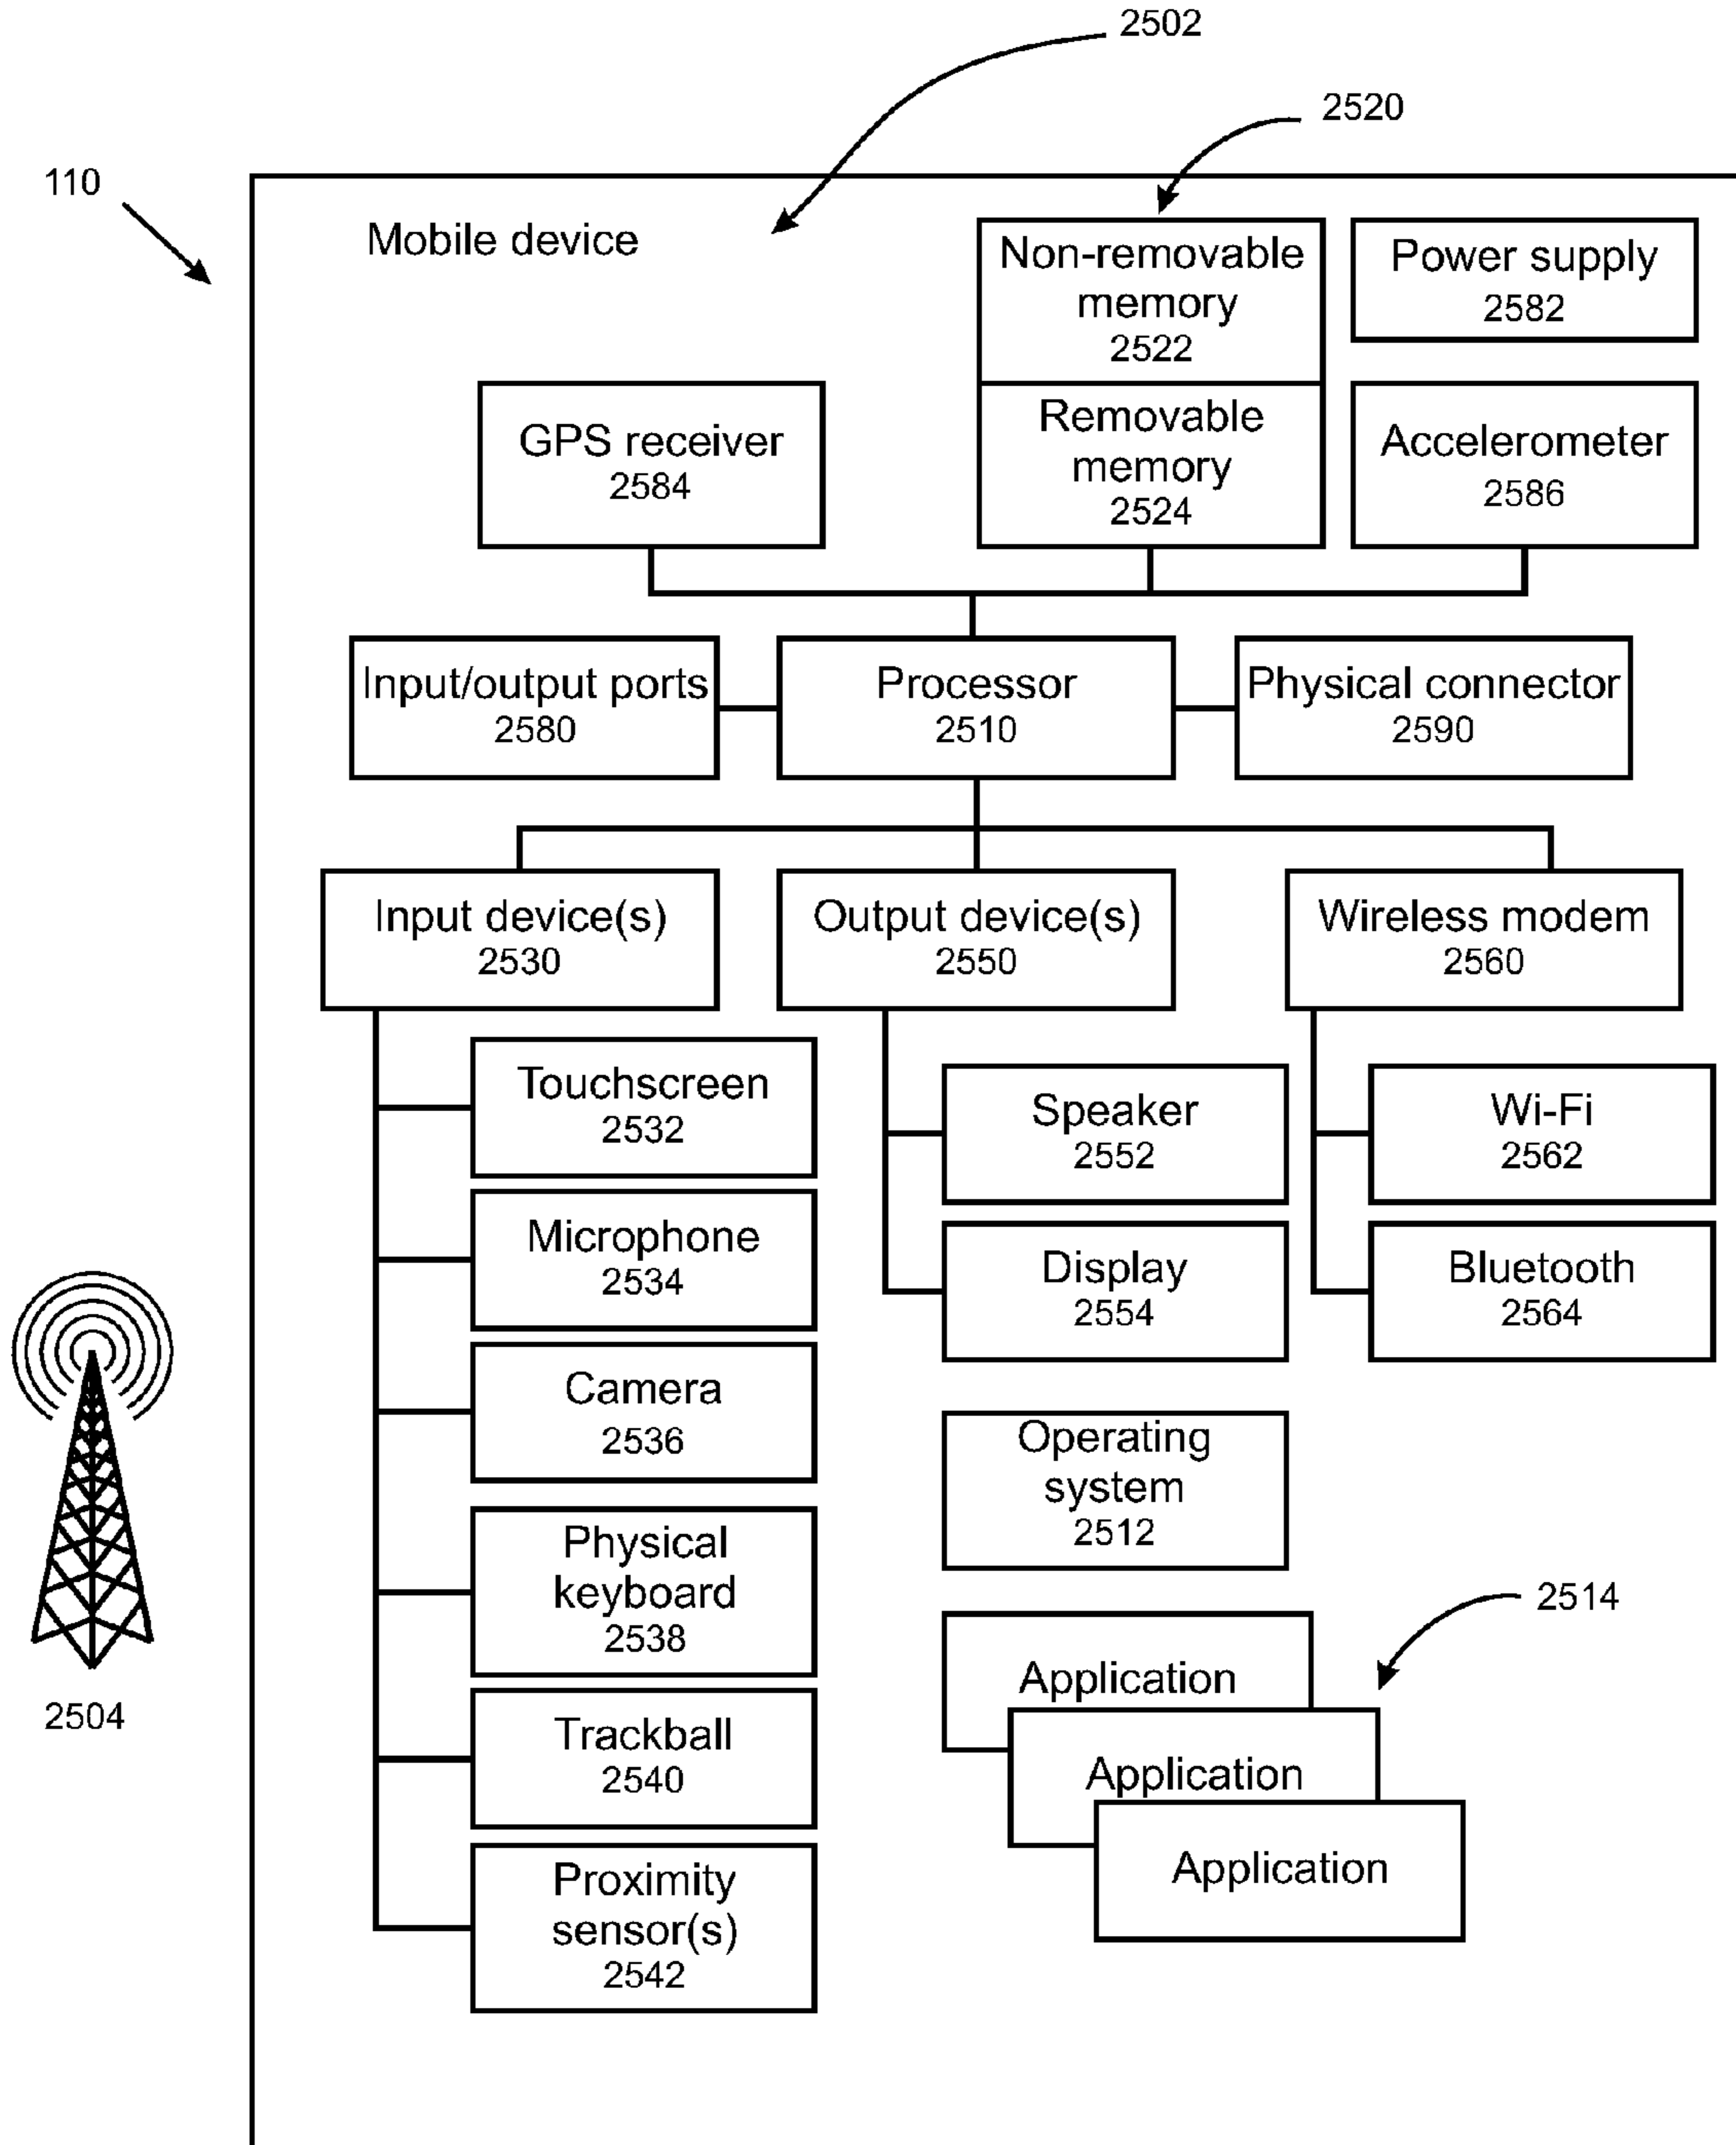 2502
2520
110
Mobile device
Non-removable
memory
2522
Power supply
2582
GPS receiver
2584
Removable
memory
2524
Accelerometer
2586
Input/output ports
2580
Processor
2510
Physical connector
2590
Input device(s)
2530
Output device(s)
2550
Wireless modem
2560
Touchscreen
2532
Speaker
2552
Wi-Fi
2562
Microphone
2534
Display
2554
Bluetooth
2564
Camera
2536
Operating
system
2512
Physical
keyboard
2538
2514
Application
Application
Application
2504
Trackball
2540
Proximity
sensor(s)
2542